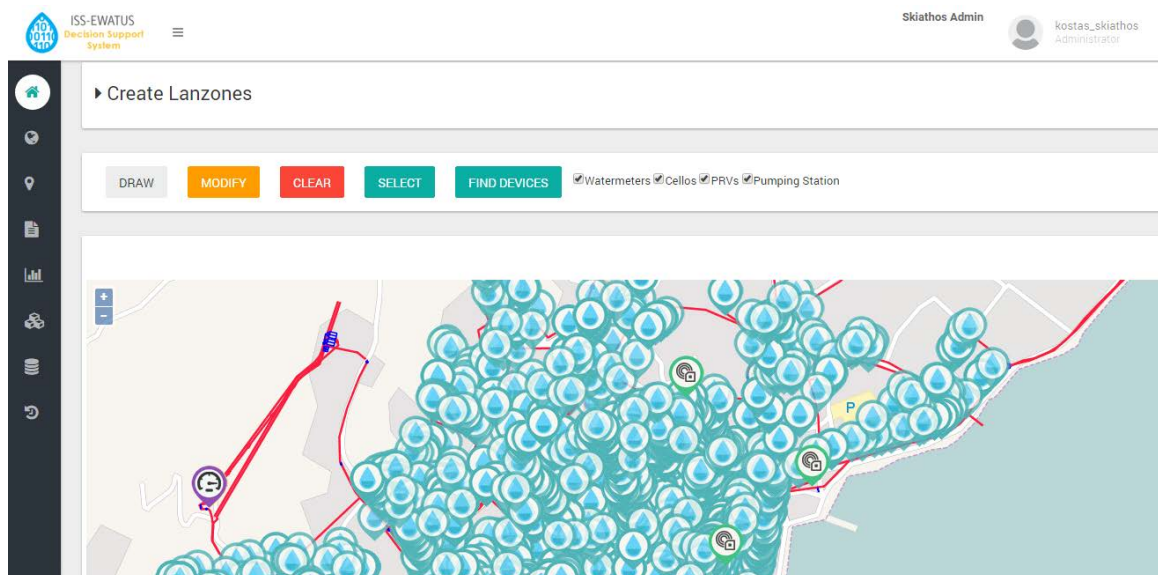 ISS-EWATUS
Decision Support
System
Skiathos Admin
kostas_skiathos
Administrator
Create Lanzones
DRAW
MODIFY
CLEAR
SELECT
FIND DEVICES
Watermeters Cellos PRVs Pumping Station
+
-
P